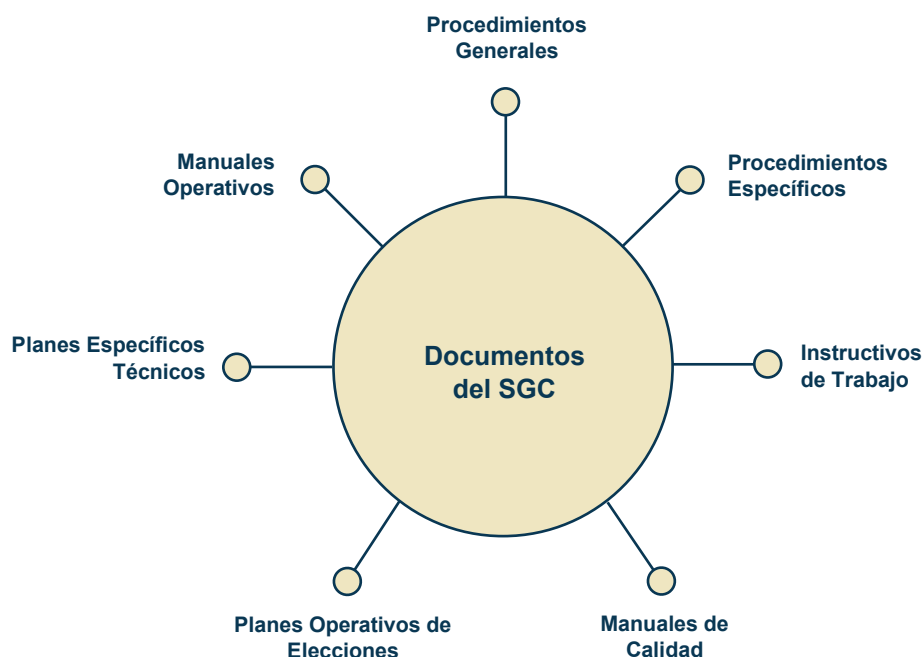 Procedimientos
Generales
Manuales
Operativos
Procedimientos
Específicos
Planes Específicos
Técnicos
Documentos
del SGC
Instructivos
de Trabajo
Planes Operativos de
Elecciones
Manuales de
Calidad